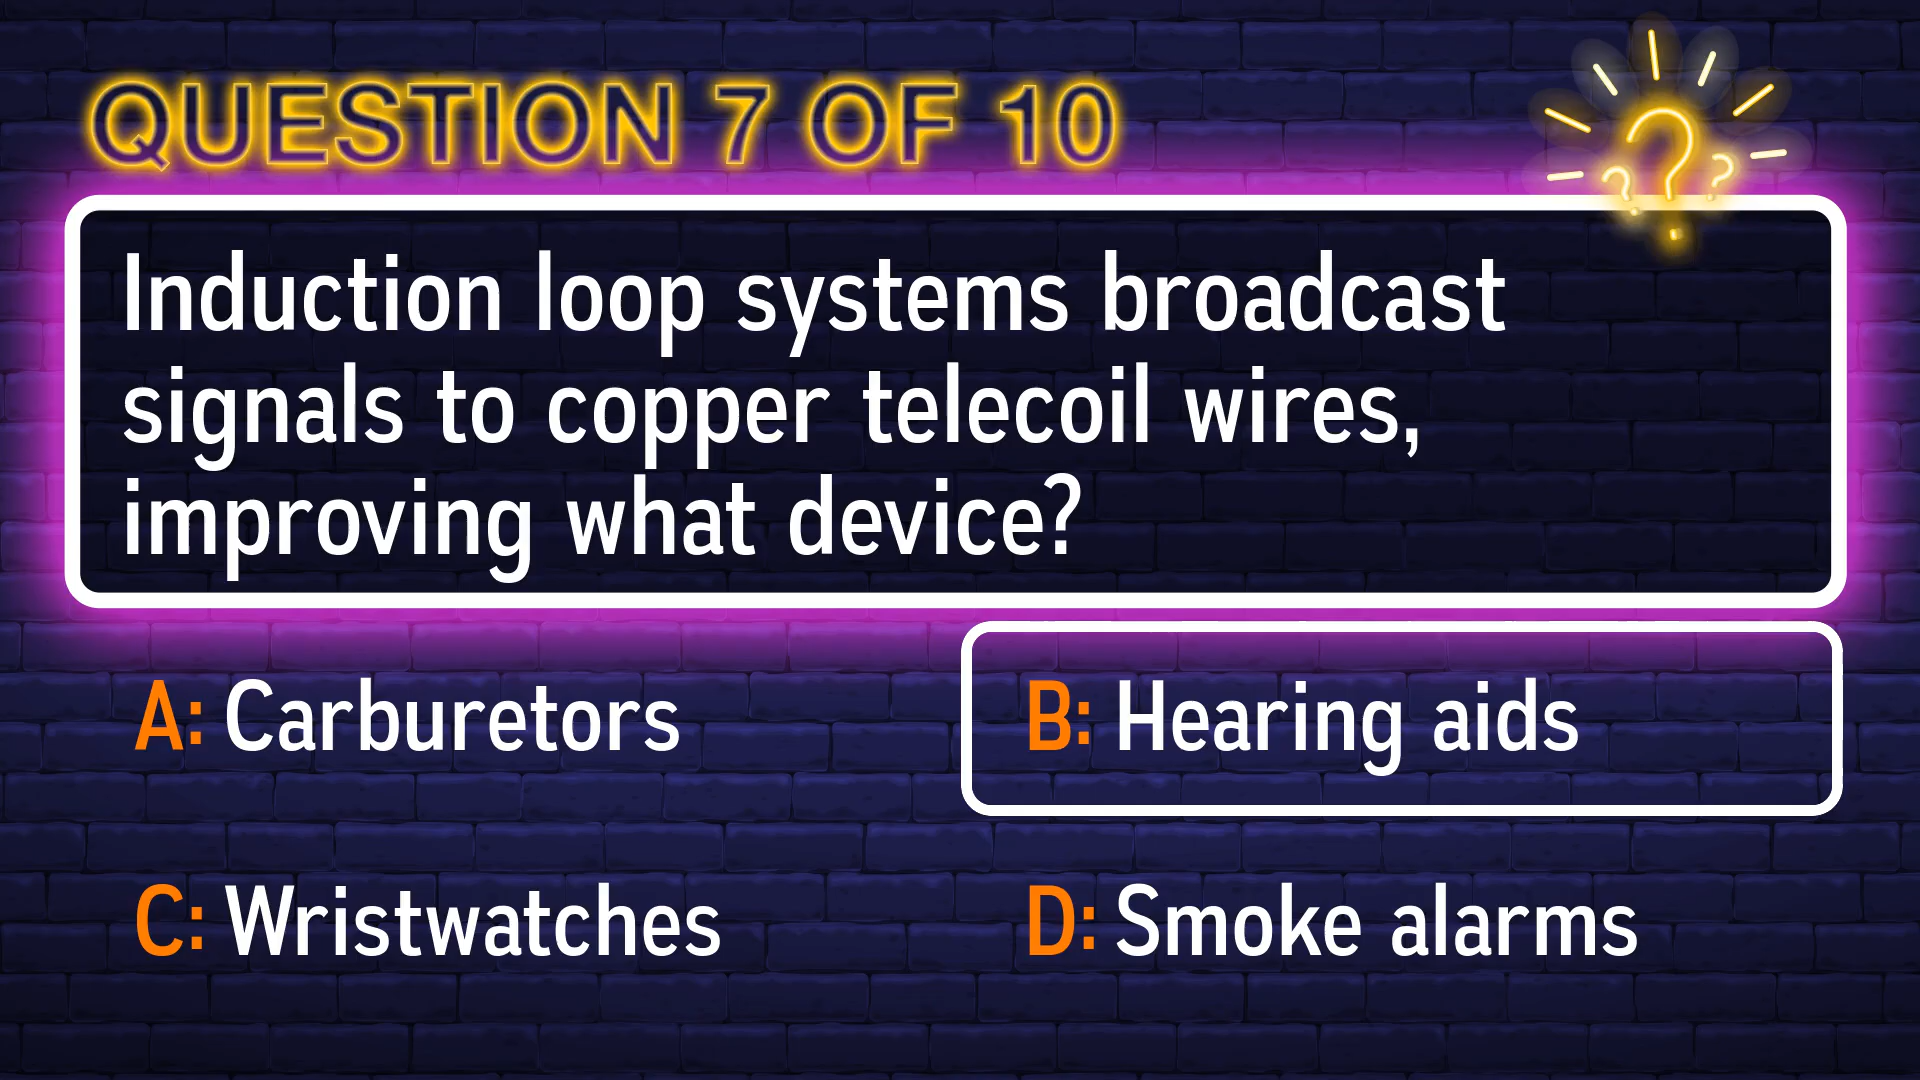 QUESTION 7 OF 10
Induction loop systems broadcast
signals to copper telecoil wires,
improving what device?
A: Carburetors
B: Hearing aids
C: Wristwatches
D: Smoke alarms